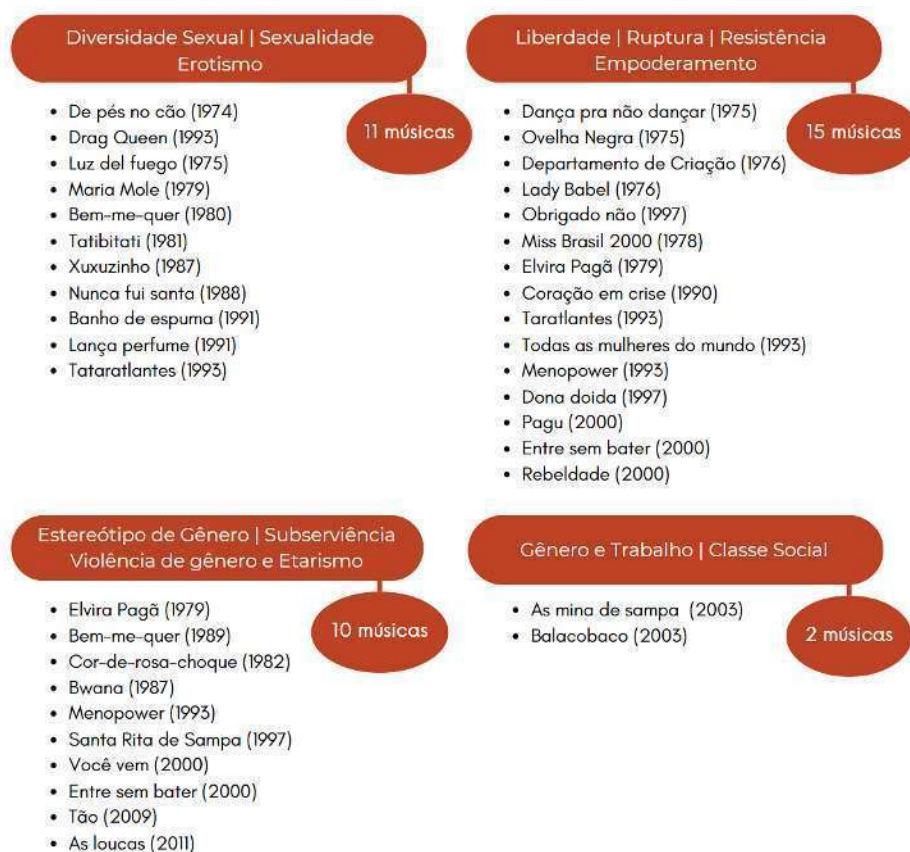 Diversidade Sexual | Sexualidade
Erotismo
11 músicas
• De pés no cão (1974)
• Drag Queen (1993)
• Luz del fuego (1975)
• Maria Mole (1979)
• Bem-me-quer (1980)
• Tatibitati (1981)
• Xuxuzinho (1987)
• Nunca fui santa (1988)
• Banho de espuma (1991)
• Lança perfume (1991)
• Tataratlantes (1993)
Liberdade | Ruptura | Resistência
Empoderamento
15 músicas
• Dança pra não dançar (1975)
• Ovelha Negra (1975)
• Departamento de Criação (1976)
• Lady Babel (1976)
• Obrigado não (1997)
• Miss Brasil 2000 (1978)
• Elvira Pagã (1979)
• Coração em crise (1990)
• Taratlantes (1993)
• Todas as mulheres do mundo (1993)
• Menopower (1993)
• Dona doida (1997)
• Pagu (2000)
• Entre sem bater (2000)
• Rebeldade (2000)
Estereótipo de Gênero | Subserviência
Violência de gênero e Etarismo
10 músicas
• Elvira Pagã (1979)
• Bem-me-quer (1989)
• Cor-de-rosa-choque (1982)
• Bwana (1987)
• Menopower (1993)
• Santa Rita de Sampa (1997)
• Você vem (2000)
• Entre sem bater (2000)
• Tão (2009)
• As loucas (2011)
Gênero e Trabalho | Classe Social
2 músicas
• As mina de sampa (2003)
• Balacobaco (2003)